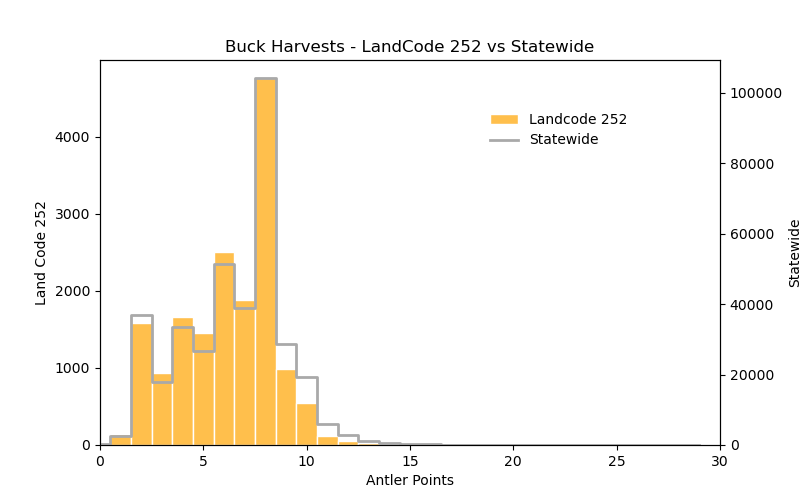 Buck Harvests - LandCode 252 vs Statewide
Landcode 252
Statewide
Land Code 252
4000
3000
2000
1000
0
100000
80000
60000
40000
20000
0
Statewide
0 5 10 15 20 25 30
Antler Points